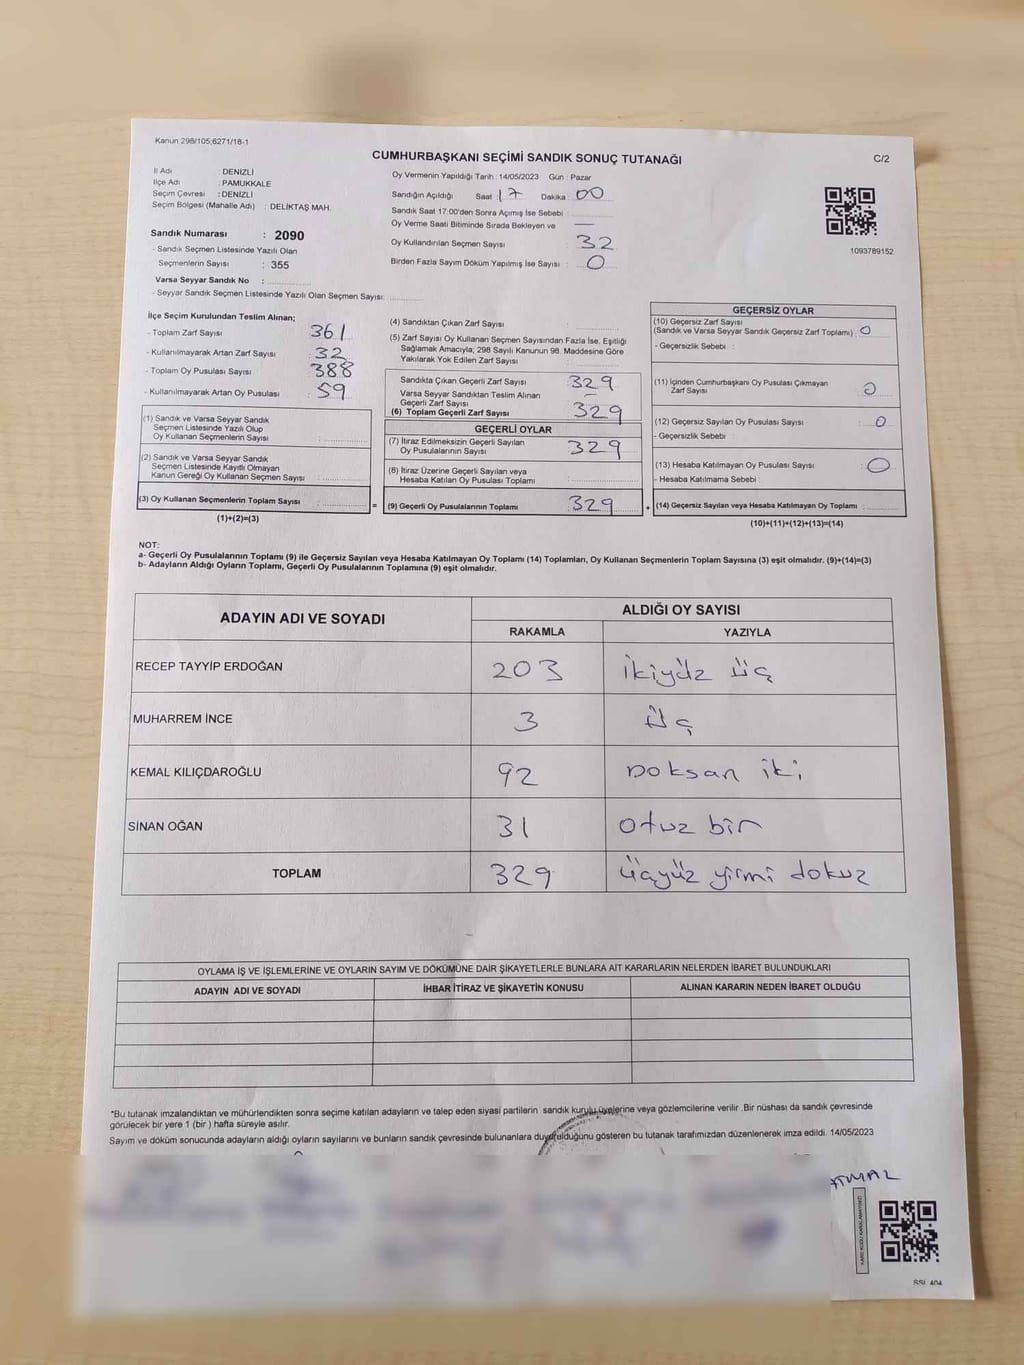 Kanun 298/105;6271/18-1
CUMHURBAŞKANI SEÇİMİ SANDIK SONUÇ TUTANAĞI
C/2
İl Adı : DENİZLİ
İlçe Adı : PAMUKKALE
Seçim Çevresi : DENİZLİ
Seçim Bölgesi (Mahalle Adı) : DELİKTAŞ MAH.
Sandık Numarası : 2090
- Sandık Seçmen Listesinde Yazılı Olan
Seçmenlerin Sayısı : 355
Varsa Seyyar Sandık No :
- Seyyar Sandık Seçmen Listesinde Yazılı Olan Seçmen Sayısı:
Oy Vermenin Yapıldığı Tarih : 14/05/2023 Gün : Pazar
Sandığın Açıldığı Saat : 17 Dakika : 00
Sandık Saat 17:00'den Sonra Açımış İse Sebebi :
Oy Verme Saati Bitiminde Sırada Bekleyen ve
Oy Kullandırılan Seçmen Sayısı : 32
Birden Fazla Sayım Döküm Yapılmış İse Sayısı : 0
1093789152
İlçe Seçim Kurulundan Teslim Alınan;
- Toplam Zarf Sayısı : 361
- Kullanılmayarak Artan Zarf Sayısı : 32
- Toplam Oy Pusulası Sayısı : 388
- Kullanılmayarak Artan Oy Pusulası : 59
(1) Sandık ve Varsa Seyyar Sandık
Seçmen Listesinde Yazılı Olup
Oy Kullanan Seçmenlerin Sayısı :
(2) Sandık ve Varsa Seyyar Sandık
Seçmen Listesinde Kayıtlı Olmayan
Kanun Gereği Oy Kullanan Seçmen Sayısı :
(3) Oy Kullanan Seçmenlerin Toplam Sayısı :
(1)+(2)=(3)
(4) Sandıktan Çıkan Zarf Sayısı :
(5) Zarf Sayısı Oy Kullanan Seçmen Sayısından Fazla İse, Eşitliği
Sağlamak Amacıyla; 298 Sayılı Kanunun 98. Maddesine Göre
Yakılarak Yok Edilen Zarf Sayısı :
Sandıkta Çıkan Geçerli Zarf Sayısı : 329
Varsa Seyyar Sandıktan Teslim Alınan
Geçerli Zarf Sayısı : -
(6) Toplam Geçerli Zarf Sayısı : 329
GEÇERLİ OYLAR
(7) İtiraz Edilmeksizin Geçerli Sayılan
Oy Pusulalarının Sayısı : 329
(8) İtiraz Üzerine Geçerli Sayılan veya
Hesaba Katılan Oy Pusulası Toplamı :
= (9) Geçerli Oy Pusulalarının Toplamı : 329
GEÇERSİZ OYLAR
(10) Geçersiz Zarf Sayısı
(Sandık ve Varsa Seyyar Sandık Geçersiz Zarf Toplamı) : 0
- Geçersizlik Sebebi :
(11) İçinden Cumhurbaşkanı Oy Pusulası Çıkmayan
Zarf Sayısı : 0
(12) Geçersiz Sayılan Oy Pusulası Sayısı : 0
- Geçersizlik Sebebi :
(13) Hesaba Katılmayan Oy Pusulası Sayısı : 0
- Hesaba Katılmama Sebebi :
+ (14) Geçersiz Sayılan veya Hesaba Katılmayan Oy Toplamı :
(10)+(11)+(12)+(13)=(14)
NOT:
a- Geçerli Oy Pusulalarının Toplamı (9) ile Geçersiz Sayılan veya Hesaba Katılmayan Oy Toplamı (14) Toplamları, Oy Kullanan Seçmenlerin Toplam Sayısına (3) eşit olmalıdır. (9)+(14)=(3)
b- Adayların Aldığı Oyların Toplamı, Geçerli Oy Pusulalarının Toplamına (9) eşit olmalıdır.
ADAYIN ADI VE SOYADI
ALDIĞI OY SAYISI
RAKAMLA YAZIYLA
RECEP TAYYİP ERDOĞAN 203 ikiyüz üç
MUHARREM İNCE 3 Üç
KEMAL KILIÇDAROĞLU 92 Doksan iki
SİNAN OĞAN 31 otuz bir
TOPLAM 329 üçyüz yirmi dokuz
OYLAMA İŞ VE İŞLEMLERİNE VE OYLARIN SAYIM VE DÖKÜMÜNE DAİR ŞİKAYETLERLE BUNLARA AİT KARARLARIN NELERDEN İBARET BULUNDUKLARI
ADAYIN ADI VE SOYADI İHBAR İTİRAZ VE ŞİKAYETİN KONUSU ALINAN KARARIN NEDEN İBARET OLDUĞU
*Bu tutanak imzalandıktan ve mühürlendikten sonra seçime katılan adayların ve talep eden siyasi partilerin sandık kurulu üyelerine veya gözlemcilerine verilir. Bir nüshası da sandık çevresinde
görülecek bir yere 1 (bir ) hafta süreyle asılır.
Sayım ve döküm sonucunda adayların aldığı oyların sayılarını ve bunların sandık çevresinde bulunanlara duyurulduğunu gösteren bu tutanak tarafımızdan düzenlenerek imza edildi. 14/05/2023
KARE KODU KARALAMAYINIZ!